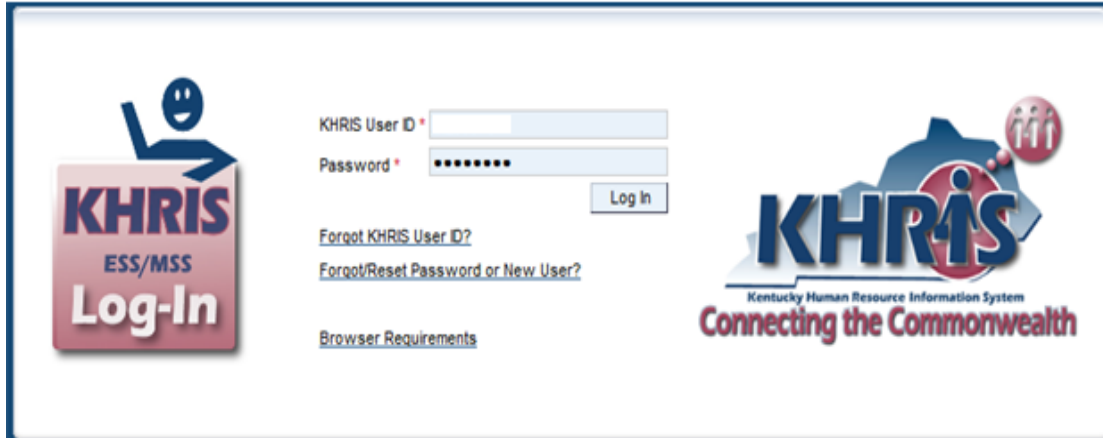 KHRIS
ESS/MSS
Log-In
KHRIS User ID *
Password * ●●●●●●●●
Log In
Forgot KHRIS User ID?
Forgot/Reset Password or New User?
Browser Requirements
KHRIS
Kentucky Human Resource Information System
Connecting the Commonwealth